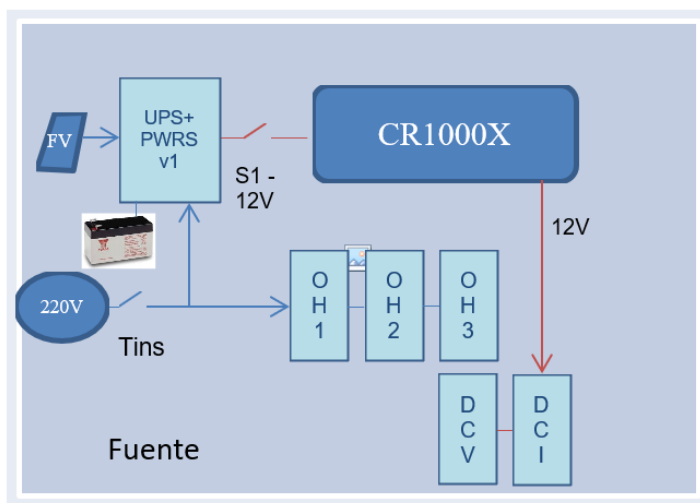 FV
UPS+
PWRS
v1
CR1000X
S1 -
12V
12V
220V
Tins
O
H
1
O
H
2
O
H
3
D
C
V
D
C
I
Fuente